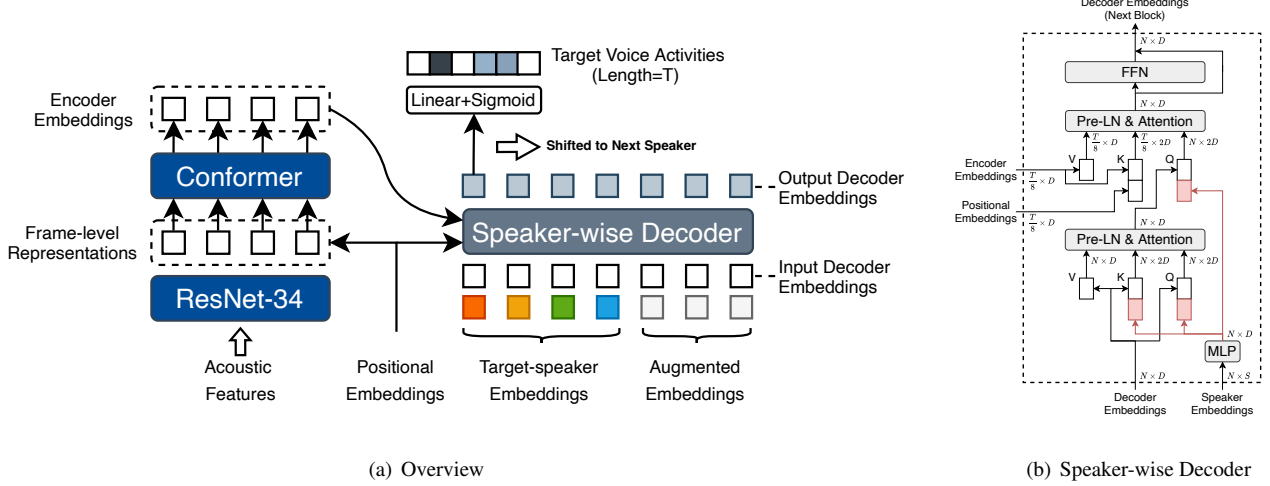 Target Voice Activities
(Length=T)
Linear+Sigmoid
Encoder
Embeddings
Shifted to Next Speaker
Conformer
Output Decoder
Embeddings
Speaker-wise Decoder
Frame-level
Representations
Input Decoder
Embeddings
ResNet-34
Acoustic
Features
Positional
Embeddings
Target-speaker
Embeddings
Augmented
Embeddings
(a) Overview
Decoder Embeddings
(Next Block)
N × D
FFN
N × D
Pre-LN & Attention
T/8 × D
T/8 × 2D
N × 2D
V
K
Q
Encoder
Embeddings
T/8 × D
Positional
Embeddings
T/8 × D
N × D
Pre-LN & Attention
N × D
N × 2D
N × 2D
V
K
Q
N × D
MLP
N × D
N × S
Decoder
Embeddings
Speaker
Embeddings
(b) Speaker-wise Decoder